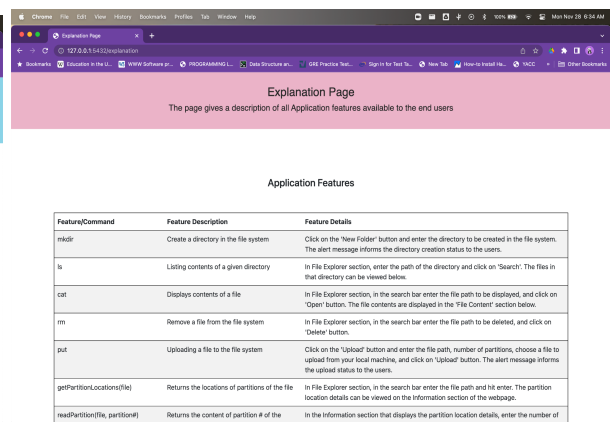 Chrome File Edit View History Bookmarks Profiles Tab Window Help 100% Mon Nov 28 6:34 AM
Explanation Page
127.0.0.1:5432/explanation
Bookmarks Education in the U... WWW Software pr... PROGRAMMING L... Data Structure an... GRE Practice Test... Sign In for Test Ta... New Tab How-to Install Ha... YACC » Other Bookmarks
Explanation Page
The page gives a description of all Application features available to the end users
Application Features
Feature/Command Feature Description Feature Details
mkdir Create a directory in the file system Click on the 'New Folder' button and enter the directory to be created in the file system.
The alert message informs the directory creation status to the users.
ls Listing contents of a given directory In File Explorer section, enter the path of the directory and click on 'Search'. The files in
that directory can be viewed below.
cat Displays contents of a file In File Explorer section, in the search bar enter the file path to be displayed, and click on
'Open' button. The file contents are displayed in the 'File Content' section below.
rm Remove a file from the file system In File Explorer section, in the search bar enter the file path to be deleted, and click on
'Delete' button.
put Uploading a file to the file system Click on the 'Upload' button and enter the file path, number of partitions, choose a file to
upload from your local machine, and click on 'Upload' button. The alert message informs
the upload status to the users.
getPartitionLocations(file) Returns the locations of partitions of the file In File Explorer section, in the search bar enter the file path and hit enter. The partition
location details can be viewed on the Information section of the webpage.
readPartition(file, partition#) Returns the content of partition # of the In the Information section that displays the partition location details, enter the number of